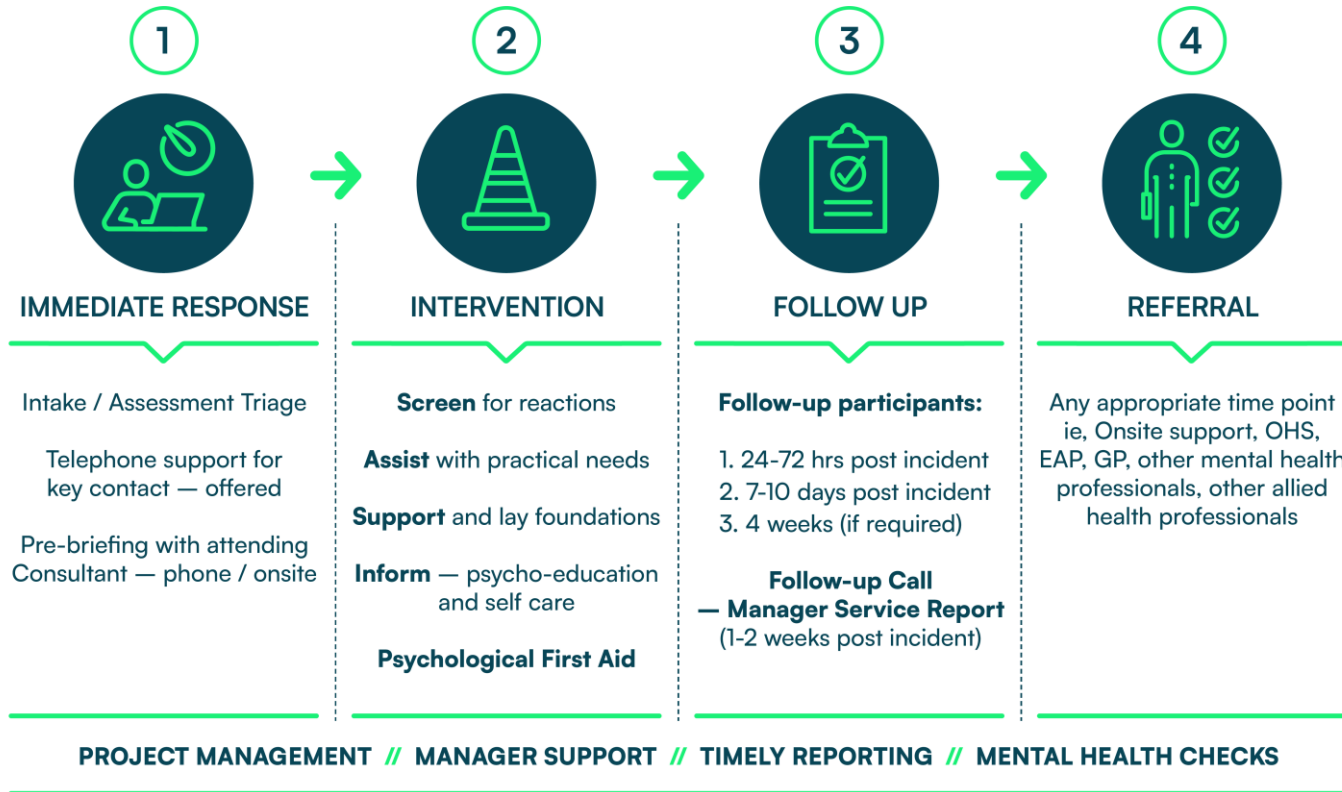 1
IMMEDIATE RESPONSE
Intake / Assessment Triage
Telephone support for
key contact — offered
Pre-briefing with attending
Consultant — phone / onsite
2
INTERVENTION
Screen for reactions
Assist with practical needs
Support and lay foundations
Inform — psycho-education
and self care
Psychological First Aid
3
FOLLOW UP
Follow-up participants:
1. 24-72 hrs post incident
2. 7-10 days post incident
3. 4 weeks (if required)
Follow-up Call
— Manager Service Report
(1-2 weeks post incident)
4
REFERRAL
Any appropriate time point
ie, Onsite support, OHS,
EAP, GP, other mental health
professionals, other allied
health professionals
PROJECT MANAGEMENT // MANAGER SUPPORT // TIMELY REPORTING // MENTAL HEALTH CHECKS